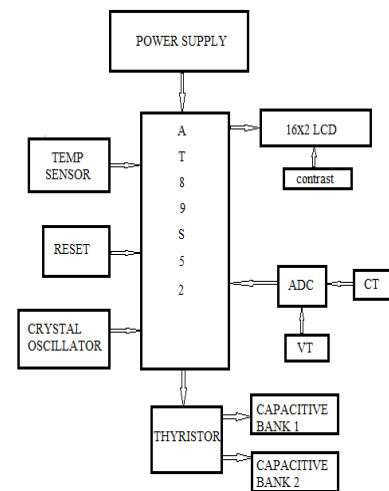 POWER SUPPLY
A
T
8
9
S
5
2
16X2 LCD
contrast
TEMP
SENSOR
RESET
ADC
CT
VT
CRYSTAL
OSCILLATOR
THYRISTOR
CAPACITIVE
BANK 1
CAPACITIVE
BANK 2